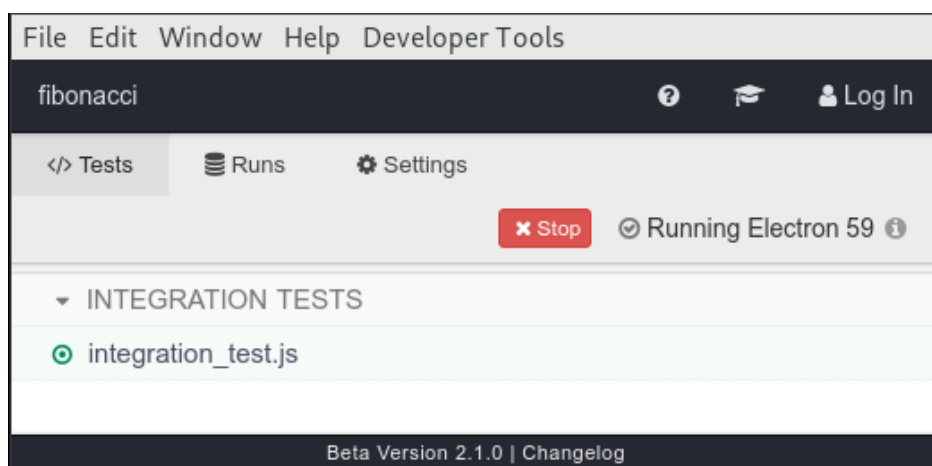 File Edit Window Help Developer Tools
fibonacci Log In
</> Tests Runs Settings
Stop Running Electron 59
INTEGRATION TESTS
integration_test.js
Beta Version 2.1.0 | Changelog